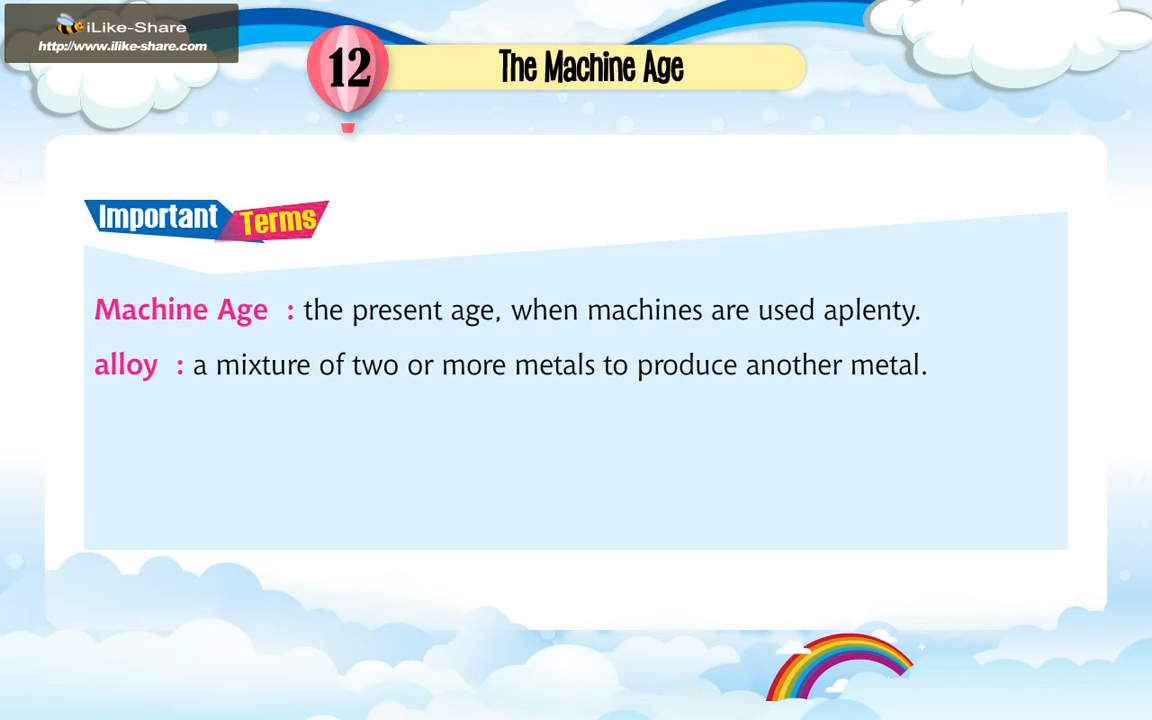 iLike-Share
http://www.ilike-share.com
12
The Machine Age
Important Terms
Machine Age : the present age, when machines are used aplenty.
alloy : a mixture of two or more metals to produce another metal.